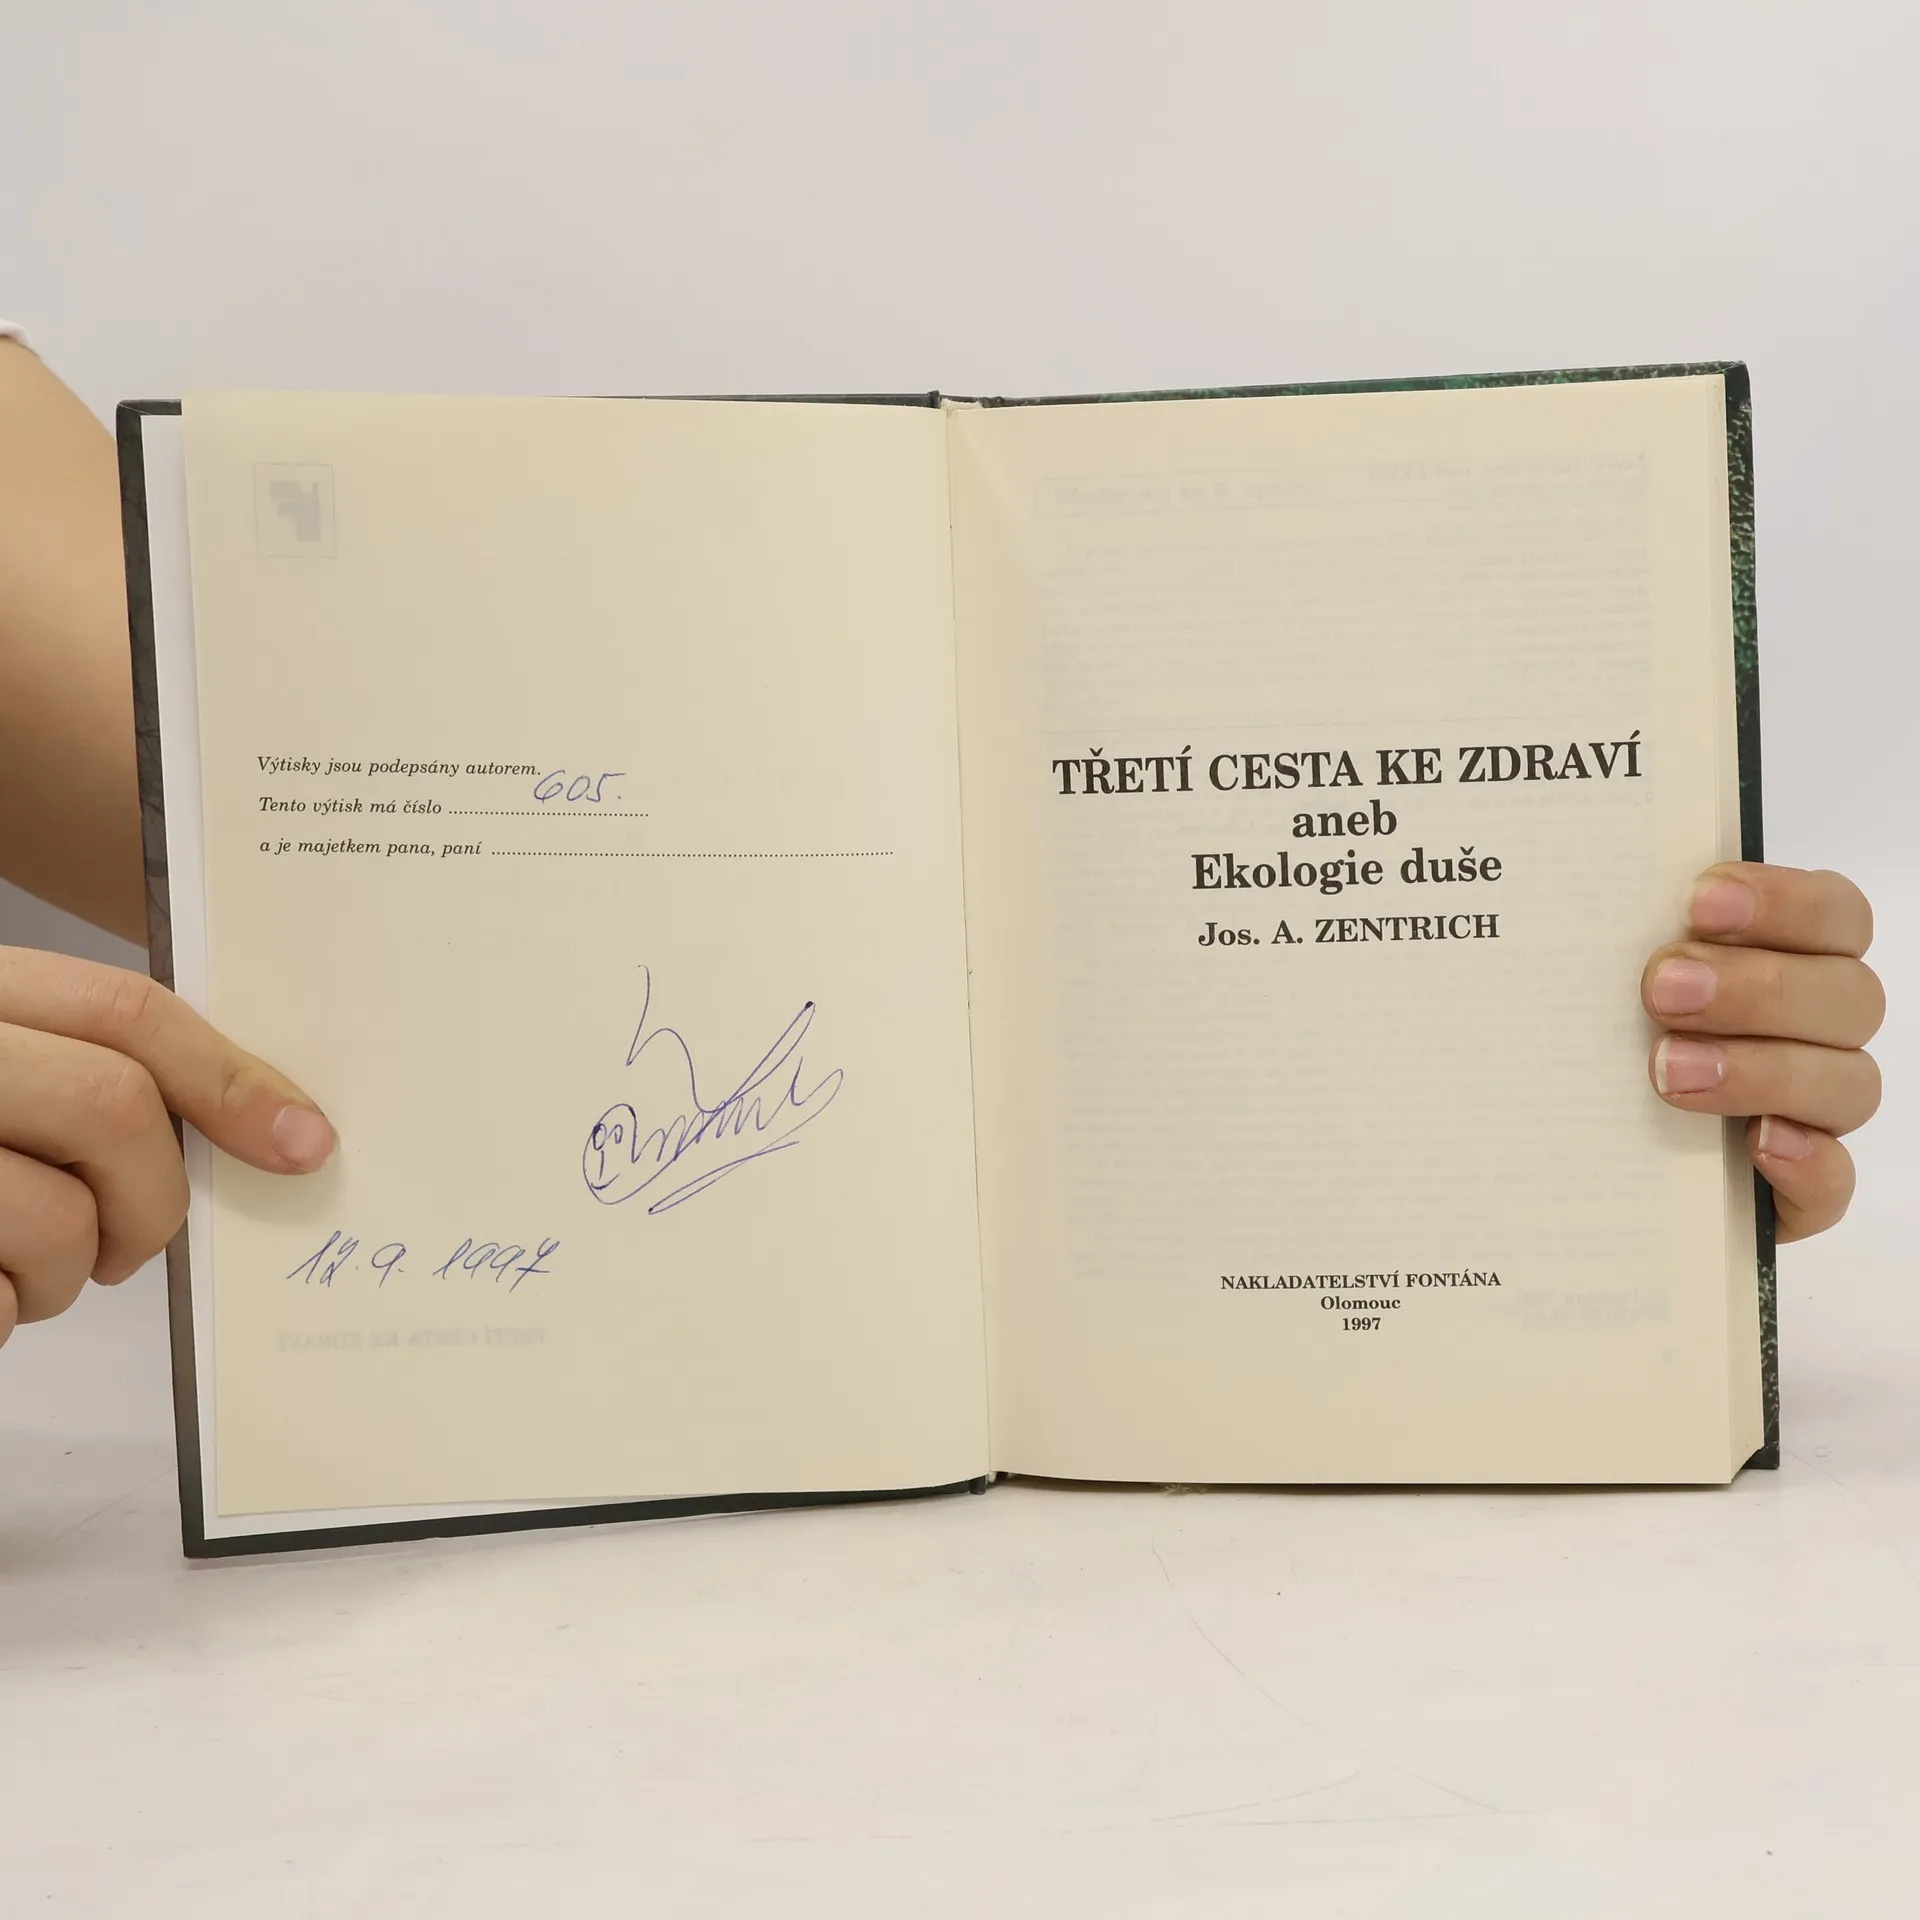 Výtisky jsou podepsány autorem.
Tento výtisk má číslo ........ 605.
a je majetkem pana, paní ........
12. 9. 1997
TŘETÍ CESTA KE ZDRAVÍ
aneb
Ekologie duše
Jos. A. ZENTRICH
NAKLADATELSTVÍ FONTÁNA
Olomouc
1997